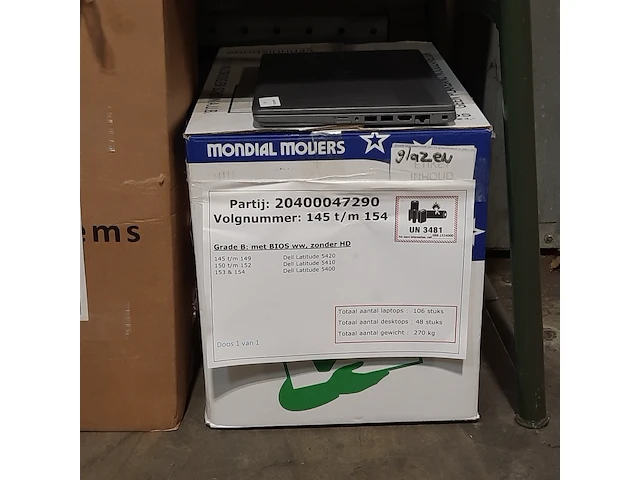 MONDIAL MOVERS
glazen
INHOUD
ems
Partij: 20400047290
Volgnummer: 145 t/m 154
UN 3481
Grade B: met BIOS ww, zonder HD
145 t/m 149 Dell Latitude 5420
150 t/m 152 Dell Latitude 5410
153 & 154 Dell Latitude 5400
Totaal aantal laptops : 106 stuks
Totaal aantal desktops : 48 stuks
Totaal aantal gewicht : 270 kg
Doos 1 van 1